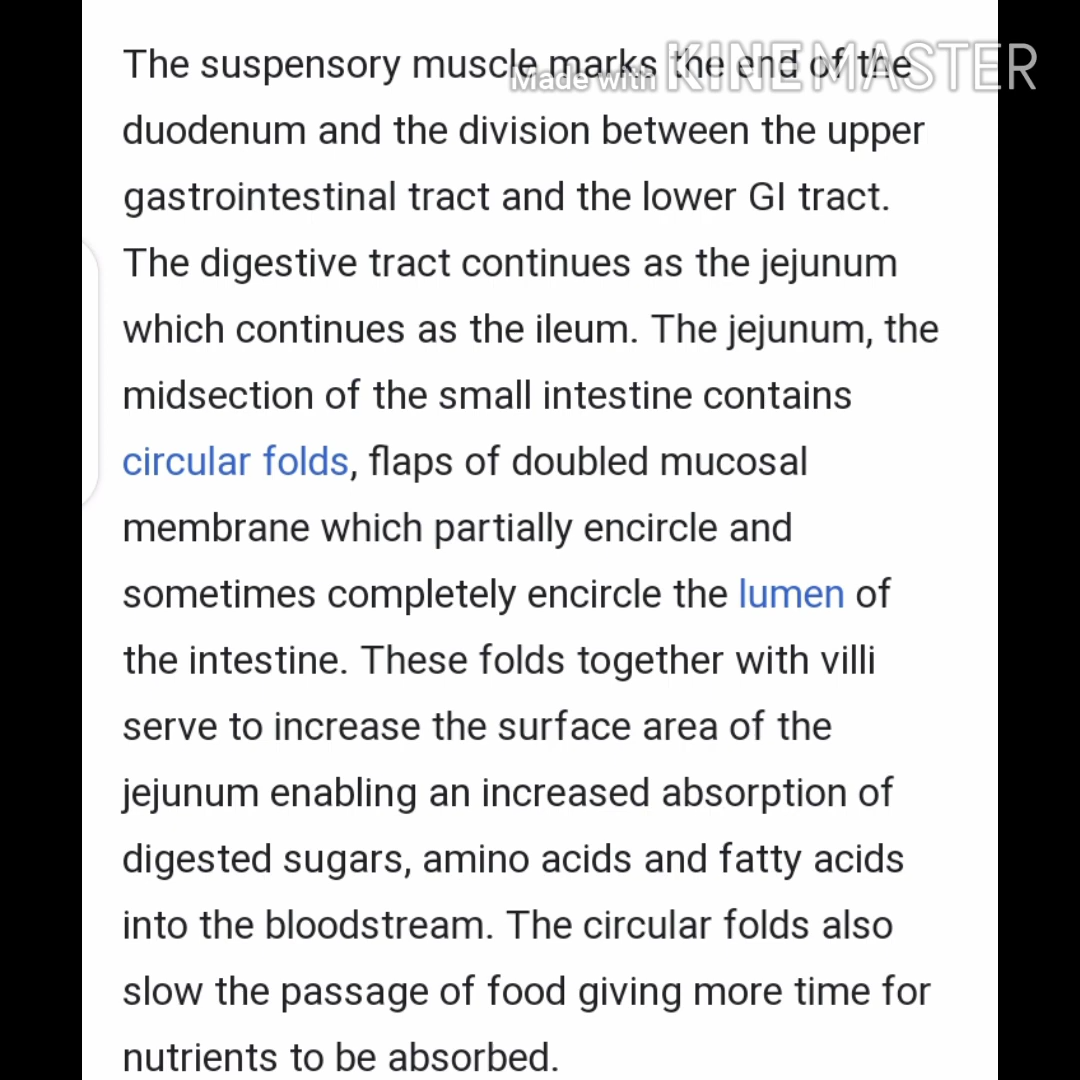 The suspensory muscle marks the end of the
Made with KINEMASTER
duodenum and the division between the upper
gastrointestinal tract and the lower GI tract.
The digestive tract continues as the jejunum
which continues as the ileum. The jejunum, the
midsection of the small intestine contains
circular folds, flaps of doubled mucosal
membrane which partially encircle and
sometimes completely encircle the lumen of
the intestine. These folds together with villi
serve to increase the surface area of the
jejunum enabling an increased absorption of
digested sugars, amino acids and fatty acids
into the bloodstream. The circular folds also
slow the passage of food giving more time for
nutrients to be absorbed.